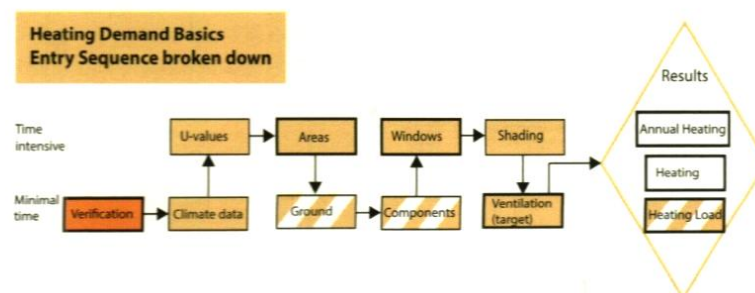 Heating Demand Basics
Entry Sequence broken down
Results
Time
intensive
U-values
Areas
Windows
Shading
Annual Heating
Heating
Minimal
time
Verification
Climate data
Ground
Components
Ventilation
(target)
Heating Load